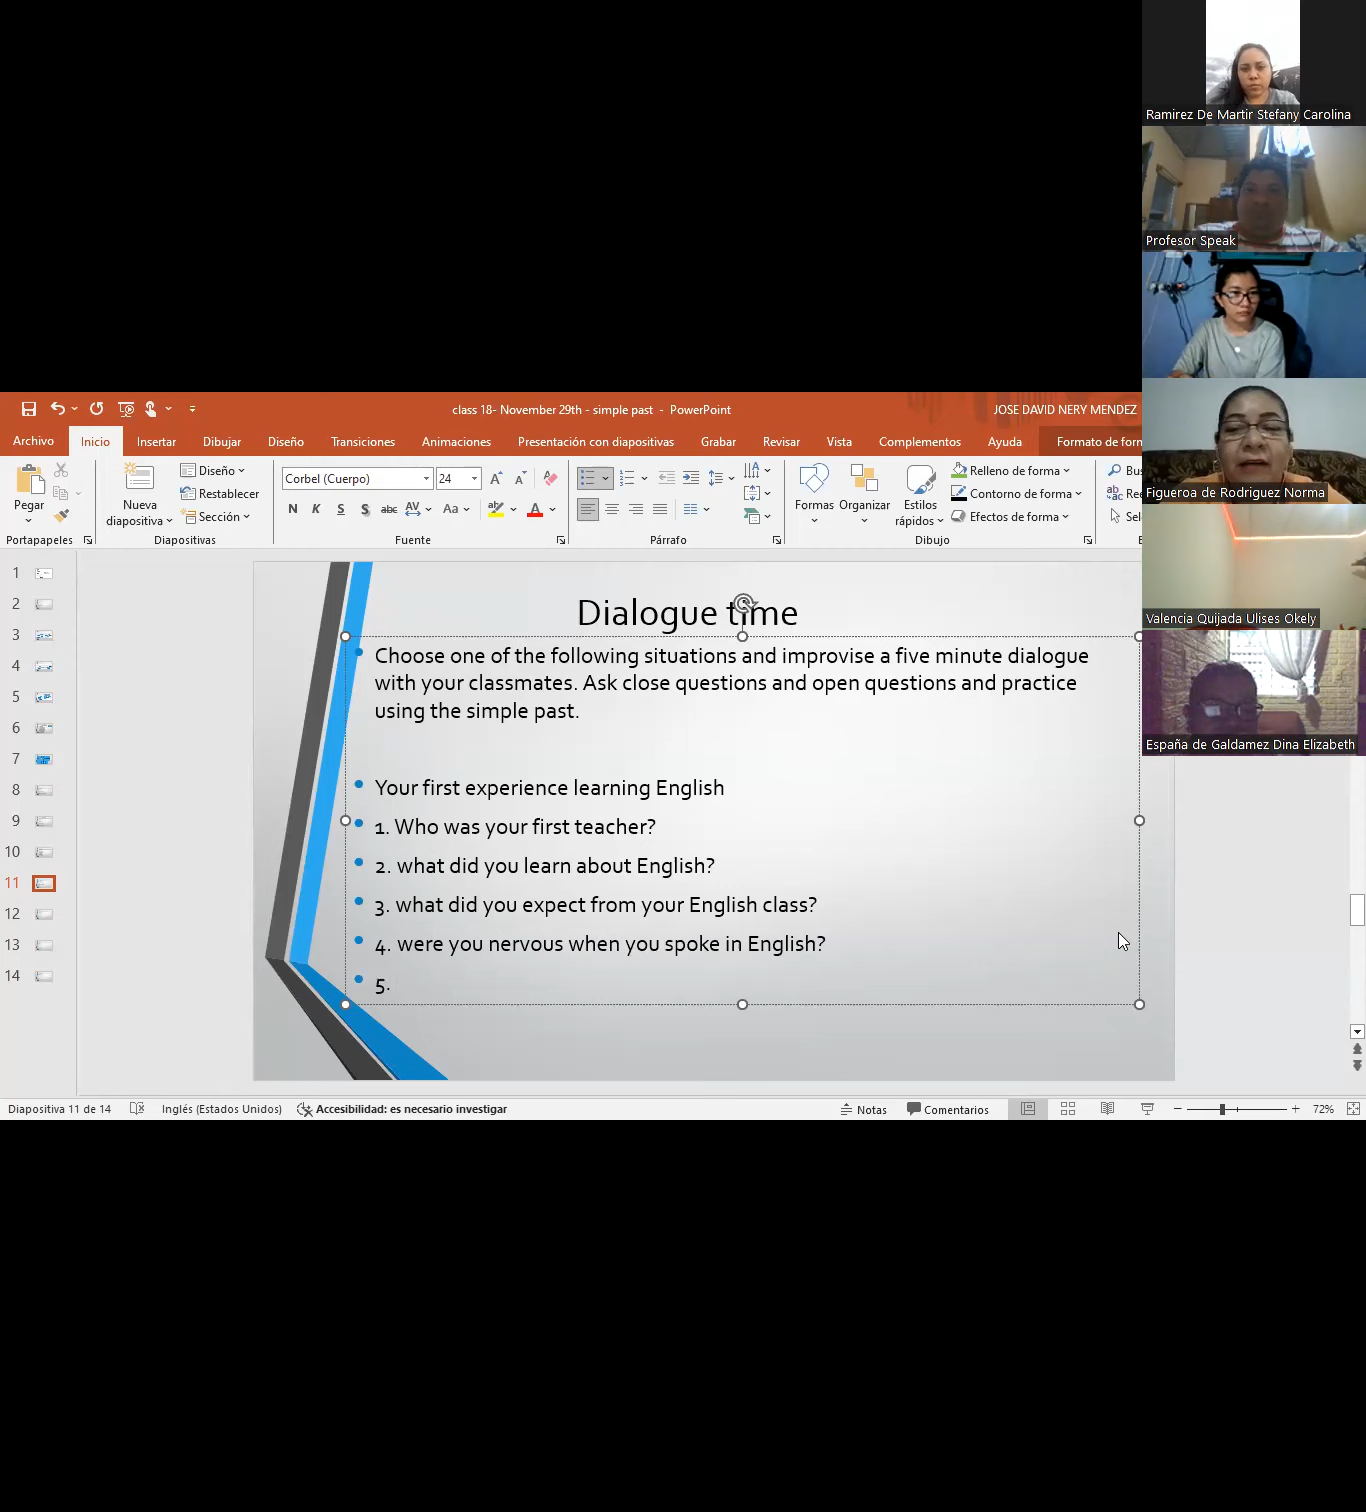 Ramirez De Martir Stefany Carolina
Profesor Speak
Figueroa de Rodriguez Norma
Valencia Quijada Ulises Okely
España de Galdamez Dina Elizabeth
class 18- November 29th - simple past - PowerPoint
JOSE DAVID NERY MENDEZ
Archivo Inicio Insertar Dibujar Diseño Transiciones Animaciones Presentación con diapositivas Grabar Revisar Vista Complementos Ayuda Formato de for
Pegar
Portapapeles
Nueva
diapositiva
Diseño
Restablecer
Sección
Diapositivas
Corbel (Cuerpo) 24
N K S S abc AV Aa A
Fuente
Párrafo
Formas Organizar Estilos
rápidos
Relleno de forma
Contorno de forma
Efectos de forma
Dibujo
Bus
Ree
Sel
1
2
3
4
5
6
7
8
9
10
11
12
13
14
Dialogue time
• Choose one of the following situations and improvise a five minute dialogue
with your classmates. Ask close questions and open questions and practice
using the simple past.
• Your first experience learning English
• 1. Who was your first teacher?
• 2. what did you learn about English?
• 3. what did you expect from your English class?
• 4. were you nervous when you spoke in English?
• 5.
Diapositiva 11 de 14 Inglés (Estados Unidos) Accesibilidad: es necesario investigar Notas Comentarios 72%